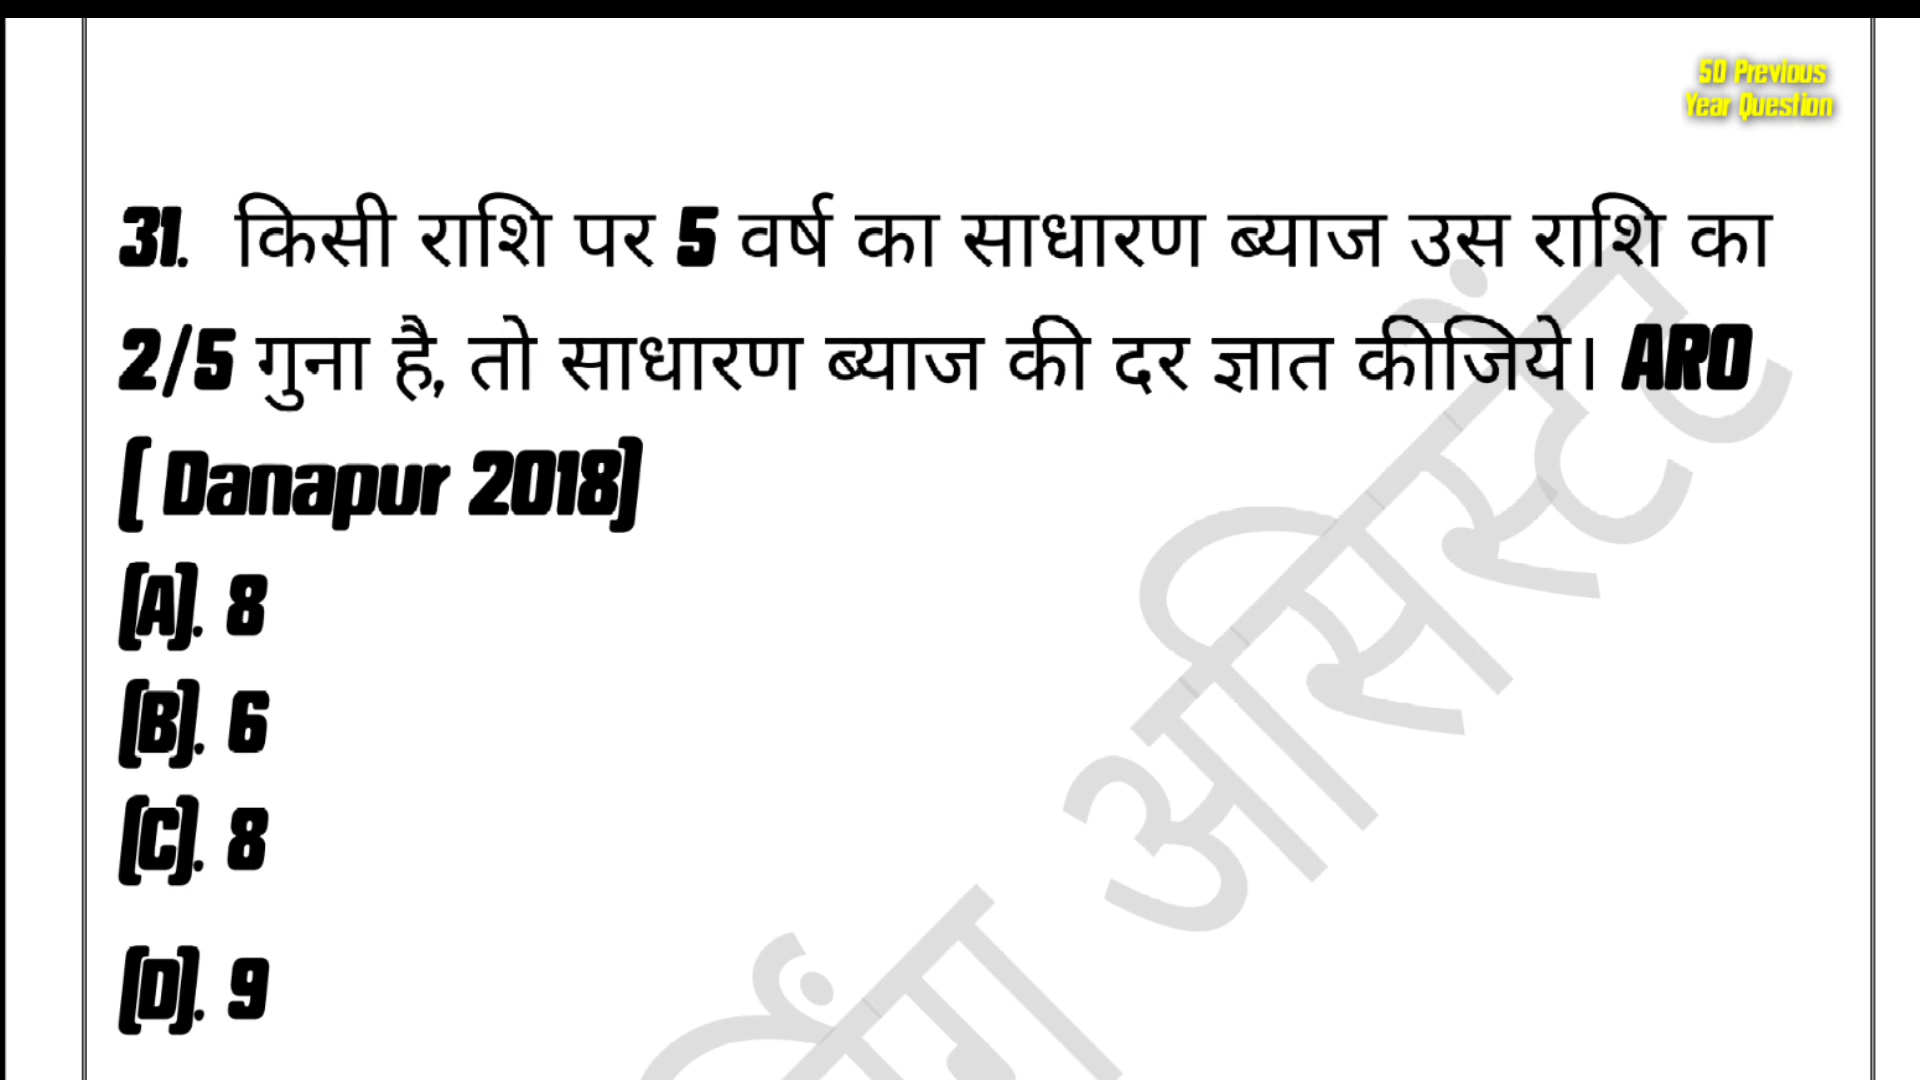 50 Previous
Year Question
31. किसी राशि पर 5 वर्ष का साधारण ब्याज उस राशि का
2/5 गुना है, तो साधारण ब्याज की दर ज्ञात कीजिये। ARO
( Danapur 2018)
(A). 8
(B). 6
(C). 8
(D). 9